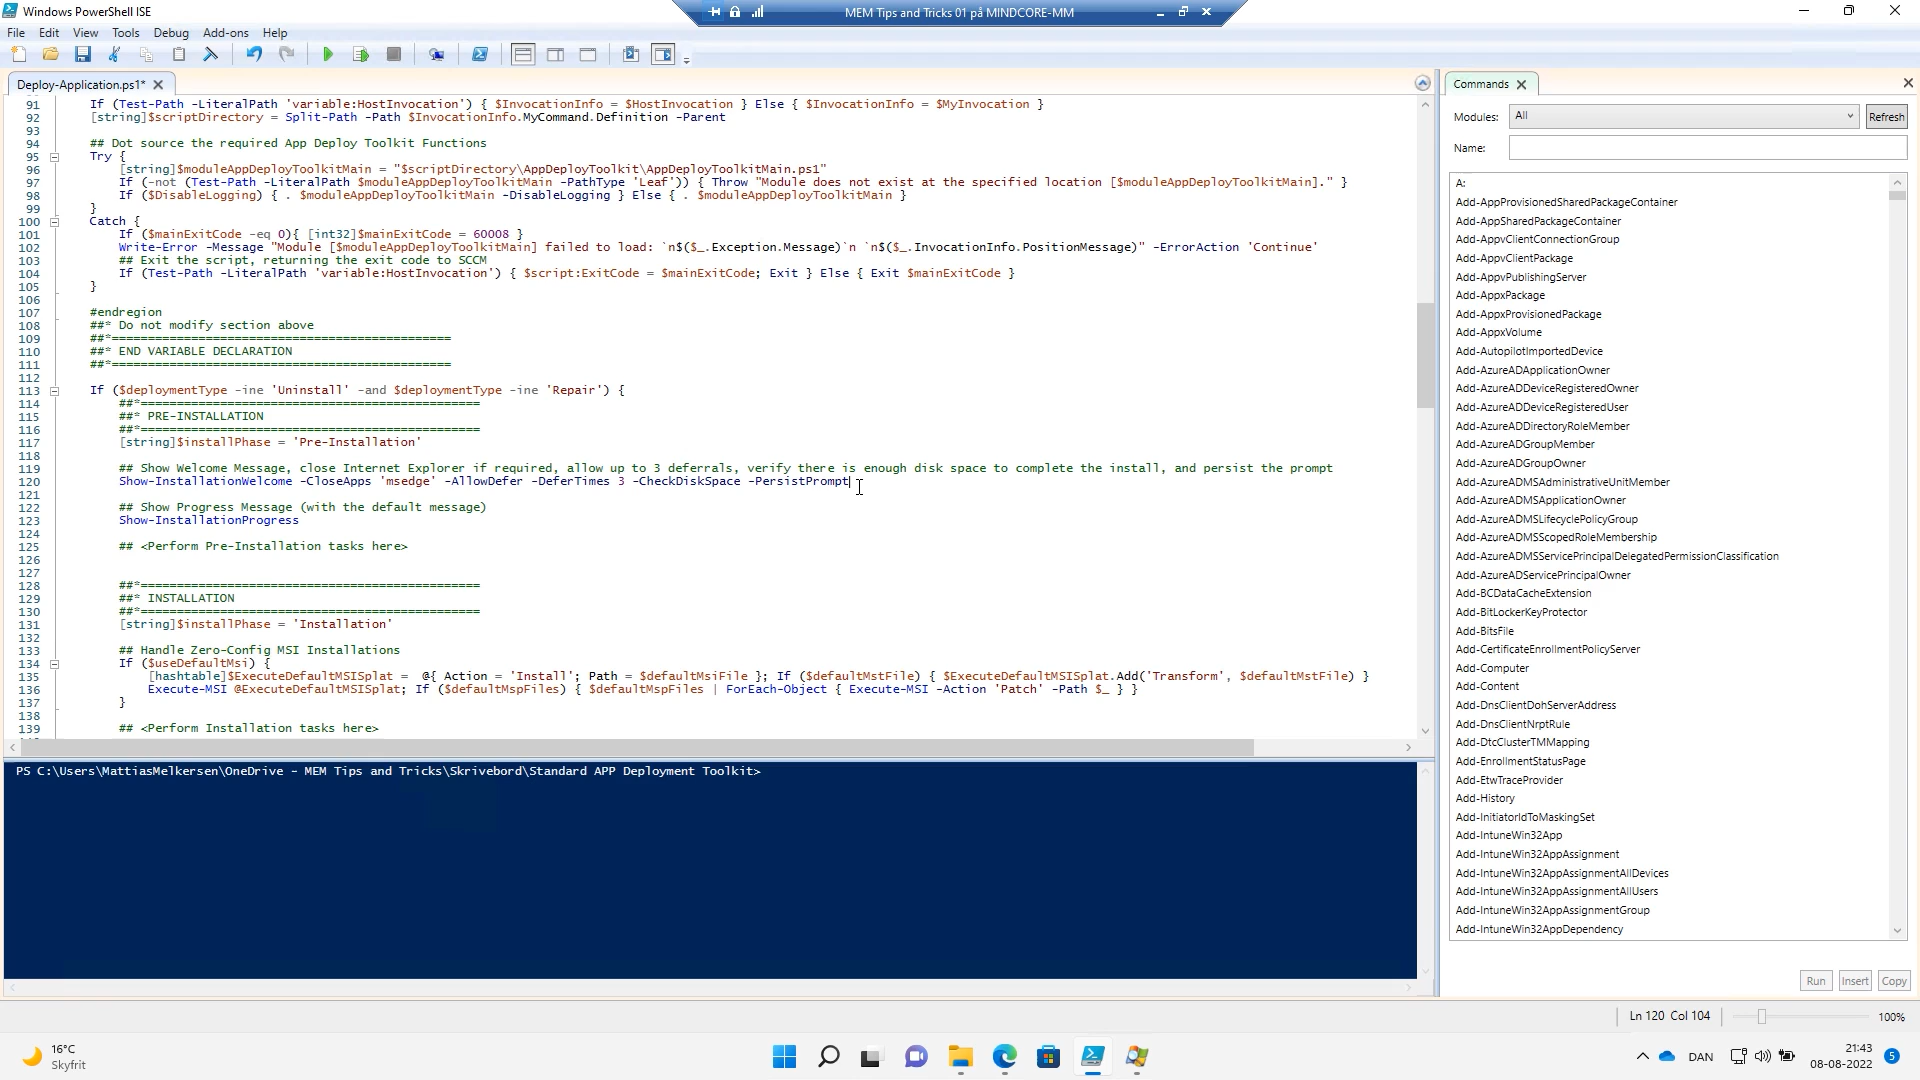 Windows PowerShell ISE
MEM Tips and Tricks 01 på MINDCORE-MM
File Edit View Tools Debug Add-ons Help
Deploy-Application.ps1*
91 If (Test-Path -LiteralPath 'variable:HostInvocation') { $InvocationInfo = $HostInvocation } Else { $InvocationInfo = $MyInvocation }
92 [string]$scriptDirectory = Split-Path -Path $InvocationInfo.MyCommand.Definition -Parent
93
94 ## Dot source the required App Deploy Toolkit Functions
95 Try {
96 [string]$moduleAppDeployToolkitMain = "$scriptDirectory\AppDeployToolkit\AppDeployToolkitMain.ps1"
97 If (-not (Test-Path -LiteralPath $moduleAppDeployToolkitMain -PathType 'Leaf')) { Throw "Module does not exist at the specified location [$moduleAppDeployToolkitMain]." }
98 If ($DisableLogging) { . $moduleAppDeployToolkitMain -DisableLogging } Else { . $moduleAppDeployToolkitMain }
99 }
100 Catch {
101 If ($mainExitCode -eq 0){ [int32]$mainExitCode = 60008 }
102 Write-Error -Message "Module [$moduleAppDeployToolkitMain] failed to load: `n$($_.Exception.Message)`n `n$($_.InvocationInfo.PositionMessage)" -ErrorAction 'Continue'
103 ## Exit the script, returning the exit code to SCCM
104 If (Test-Path -LiteralPath 'variable:HostInvocation') { $script:ExitCode = $mainExitCode; Exit } Else { Exit $mainExitCode }
105 }
106
107 #endregion
108 ##* Do not modify section above
109 ##*===============================================
110 ##* END VARIABLE DECLARATION
111 ##*===============================================
112
113 If ($deploymentType -ine 'Uninstall' -and $deploymentType -ine 'Repair') {
114 ##*===============================================
115 ##* PRE-INSTALLATION
116 ##*===============================================
117 [string]$installPhase = 'Pre-Installation'
118
119 ## Show Welcome Message, close Internet Explorer if required, allow up to 3 deferrals, verify there is enough disk space to complete the install, and persist the prompt
120 Show-InstallationWelcome -CloseApps 'msedge' -AllowDefer -DeferTimes 3 -CheckDiskSpace -PersistPrompt
121
122 ## Show Progress Message (with the default message)
123 Show-InstallationProgress
124
125 ## <Perform Pre-Installation tasks here>
126
127
128 ##*===============================================
129 ##* INSTALLATION
130 ##*===============================================
131 [string]$installPhase = 'Installation'
132
133 ## Handle Zero-Config MSI Installations
134 If ($useDefaultMsi) {
135 [hashtable]$ExecuteDefaultMSISplat = @{ Action = 'Install'; Path = $defaultMsiFile }; If ($defaultMstFile) { $ExecuteDefaultMSISplat.Add('Transform', $defaultMstFile) }
136 Execute-MSI @ExecuteDefaultMSISplat; If ($defaultMspFiles) { $defaultMspFiles | ForEach-Object { Execute-MSI -Action 'Patch' -Path $_ } }
137 }
138
139 ## <Perform Installation tasks here>
PS C:\Users\MattiasMelkersen\OneDrive - MEM Tips and Tricks\Skrivebord\Standard APP Deployment Toolkit>
Commands
Modules: All Refresh
Name:
A:
Add-AppProvisionedSharedPackageContainer
Add-AppSharedPackageContainer
Add-AppvClientConnectionGroup
Add-AppvClientPackage
Add-AppvPublishingServer
Add-AppxPackage
Add-AppxProvisionedPackage
Add-AppxVolume
Add-AutopilotImportedDevice
Add-AzureADApplicationOwner
Add-AzureADDeviceRegisteredOwner
Add-AzureADDeviceRegisteredUser
Add-AzureADDirectoryRoleMember
Add-AzureADGroupMember
Add-AzureADGroupOwner
Add-AzureADMSAdministrativeUnitMember
Add-AzureADMSApplicationOwner
Add-AzureADMSLifecyclePolicyGroup
Add-AzureADMSScopedRoleMembership
Add-AzureADMSServicePrincipalDelegatedPermissionClassification
Add-AzureADServicePrincipalOwner
Add-BCDataCacheExtension
Add-BitLockerKeyProtector
Add-BitsFile
Add-CertificateEnrollmentPolicyServer
Add-Computer
Add-Content
Add-DnsClientDohServerAddress
Add-DnsClientNrptRule
Add-DtcClusterTMMapping
Add-EnrollmentStatusPage
Add-EtwTraceProvider
Add-History
Add-InitiatorIdToMaskingSet
Add-IntuneWin32App
Add-IntuneWin32AppAssignment
Add-IntuneWin32AppAssignmentAllDevices
Add-IntuneWin32AppAssignmentAllUsers
Add-IntuneWin32AppAssignmentGroup
Add-IntuneWin32AppDependency
Run Insert Copy
Ln 120 Col 104 100%
16°C
Skyfrit
DAN
21:43
08-08-2022
5